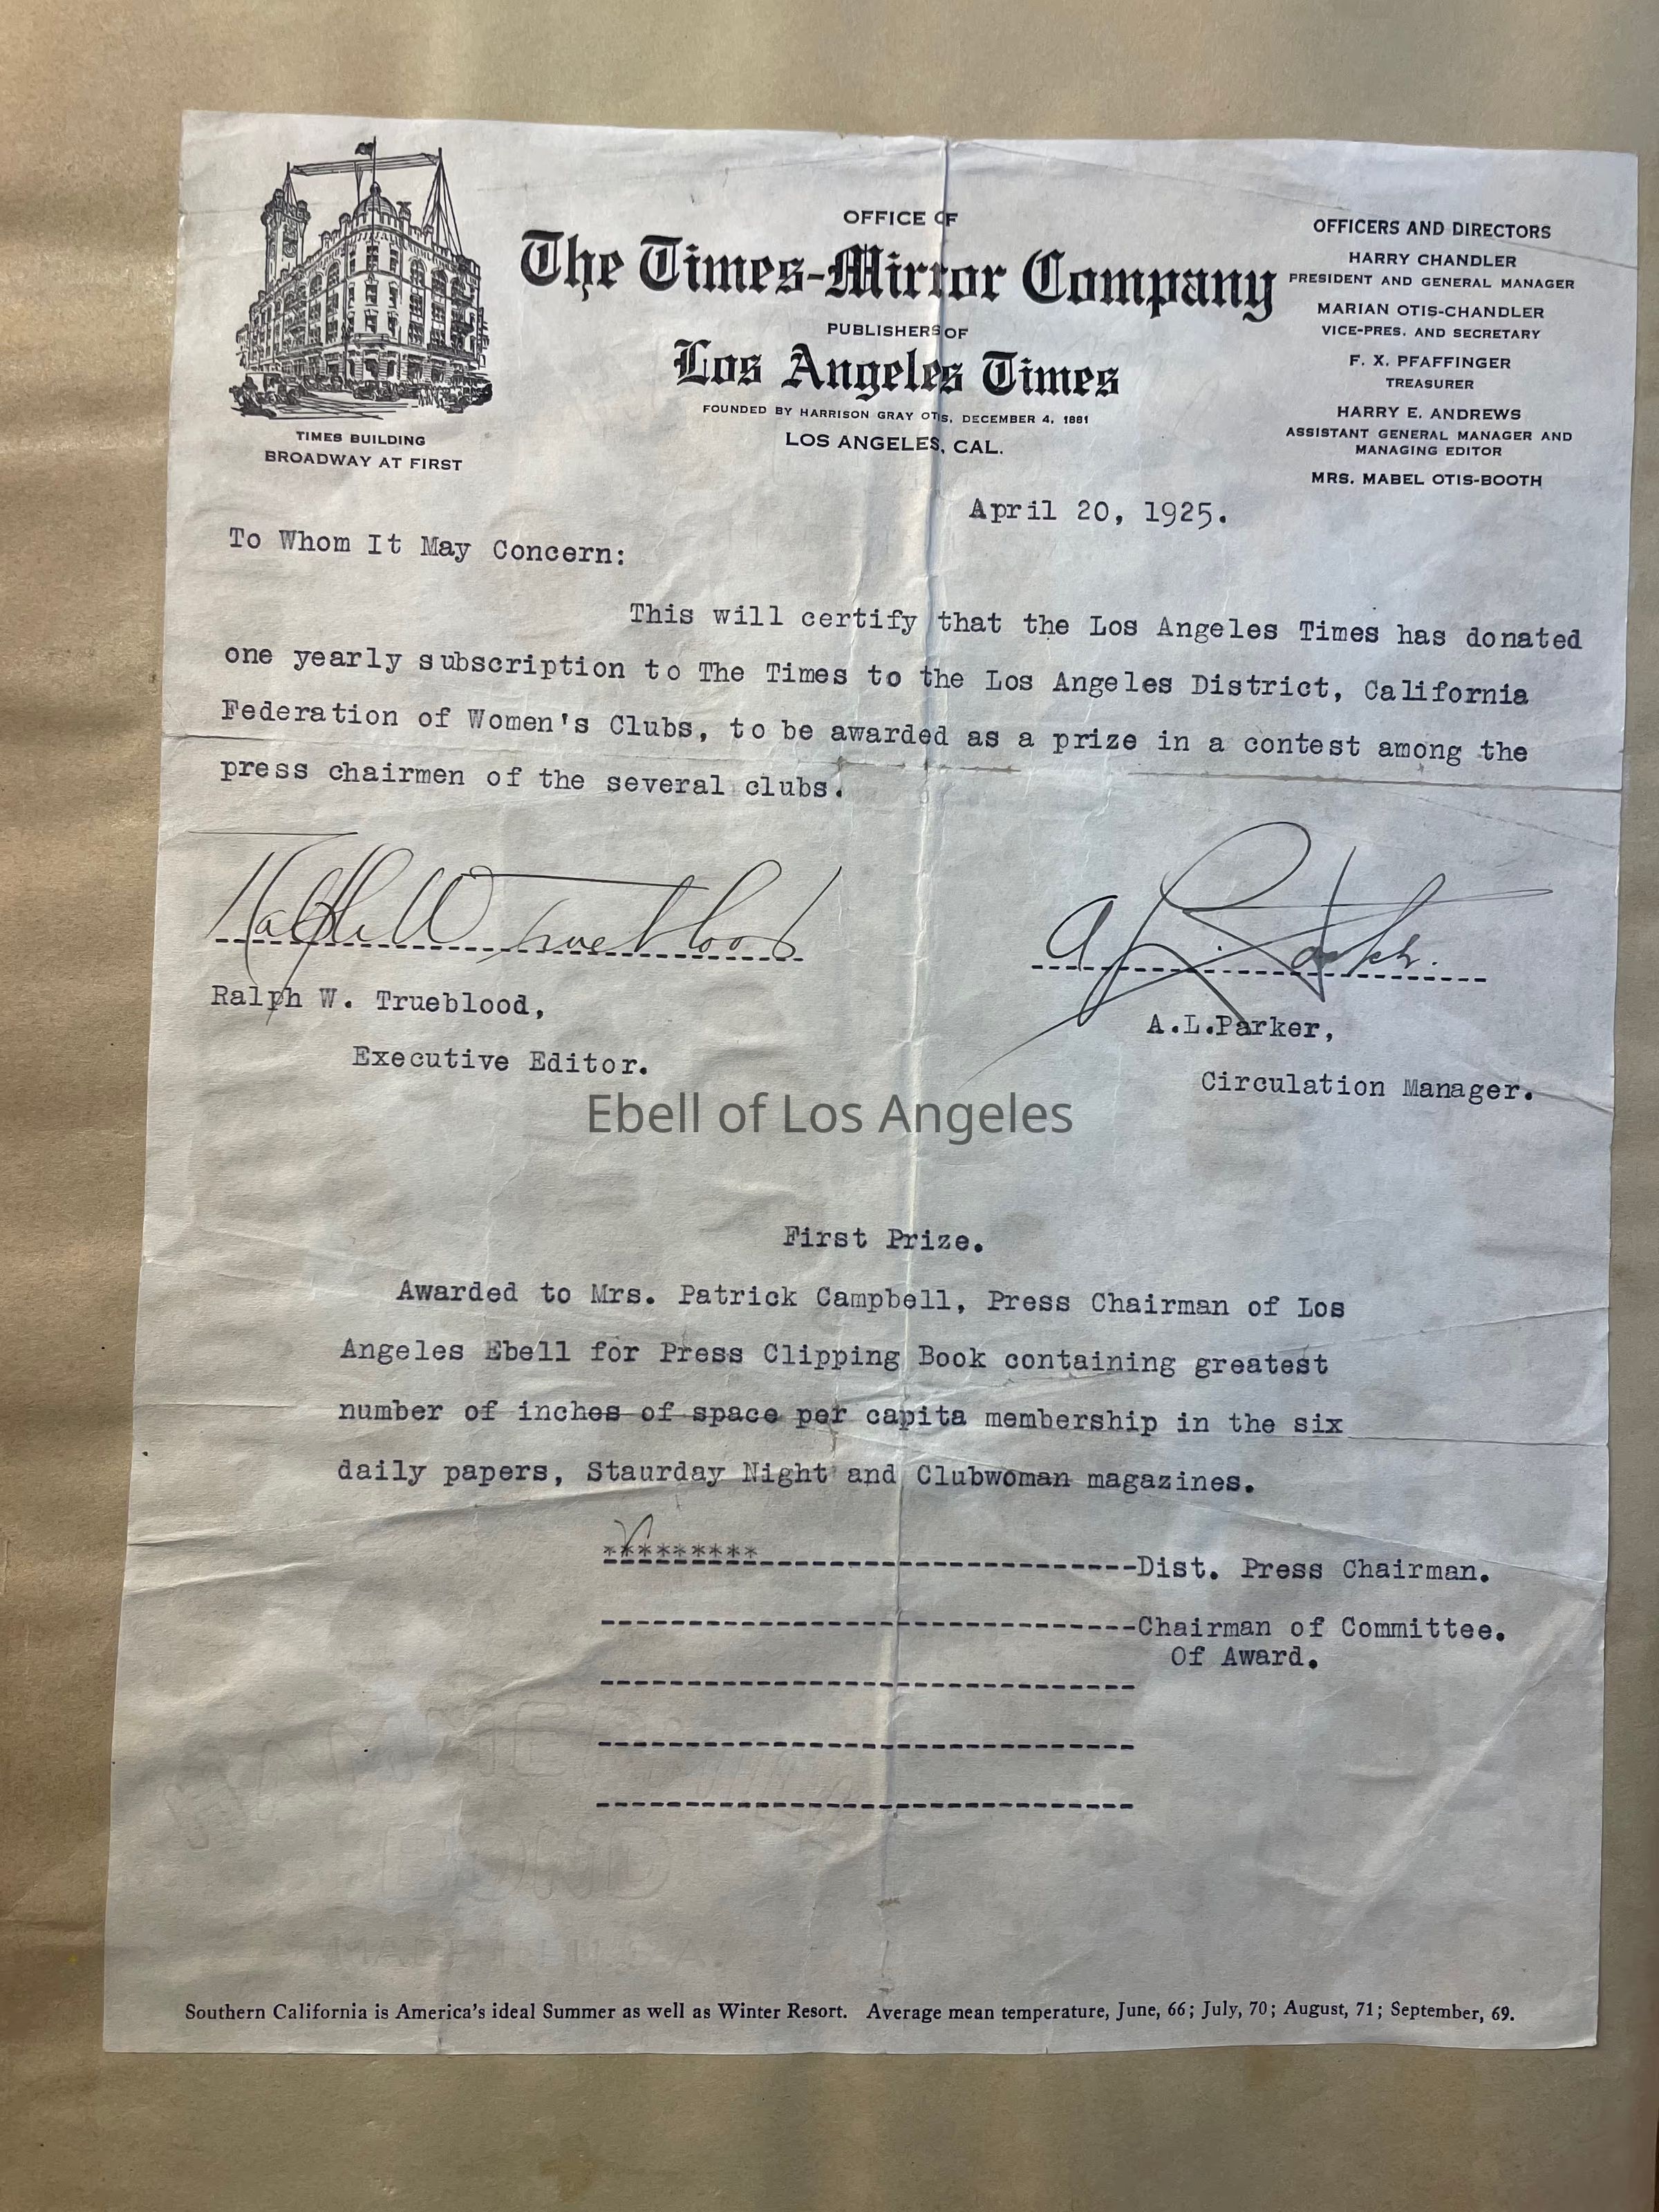 OFFICE OF
The Times-Mirror Company
PUBLISHERS OF
Los Angeles Times
FOUNDED BY HARRISON GRAY OTIS, DECEMBER 4, 1881
LOS ANGELES, CAL.
TIMES BUILDING
BROADWAY AT FIRST
OFFICERS AND DIRECTORS
HARRY CHANDLER
PRESIDENT AND GENERAL MANAGER
MARIAN OTIS-CHANDLER
VICE-PRES. AND SECRETARY
F. X. PFAFFINGER
TREASURER
HARRY E. ANDREWS
ASSISTANT GENERAL MANAGER AND
MANAGING EDITOR
MRS. MABEL OTIS-BOOTH
April 20, 1925.
To Whom It May Concern:
This will certify that the Los Angeles Times has donated
one yearly subscription to The Times to the Los Angeles District, California
Federation of Women's Clubs, to be awarded as a prize in a contest among the
press chairmen of the several clubs.
Ralph W Trueblood
Ralph W. Trueblood,
Executive Editor.
A.L.Parker,
Circulation Manager.
Ebell of Los Angeles
First Prize.
Awarded to Mrs. Patrick Campbell, Press Chairman of Los
Angeles Ebell for Press Clipping Book containing greatest
number of inches of space per capita membership in the six
daily papers, Staurday Night and Clubwoman magazines.
*********------------------------Dist. Press Chairman.
---------------------------------Chairman of Committee.
Of Award.
Southern California is America's ideal Summer as well as Winter Resort. Average mean temperature, June, 66; July, 70; August, 71; September, 69.